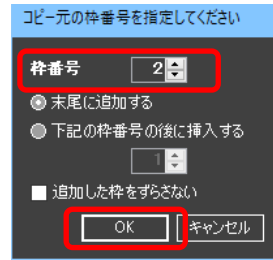 コピー元の枠番号を指定してください
枠番号 2
末尾に追加する
下記の枠番号の後に挿入する
1
追加した枠をずらさない
OK キャンセル